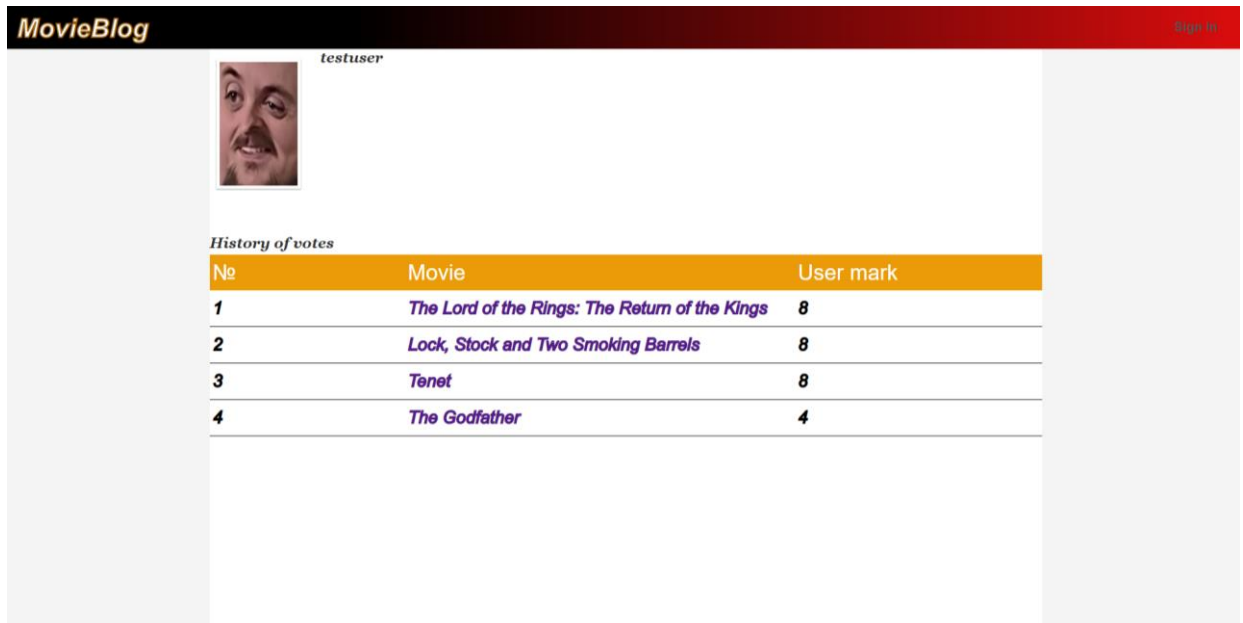 MovieBlog Sign in
testuser
History of votes
№ Movie User mark
1 The Lord of the Rings: The Return of the Kings 8
2 Lock, Stock and Two Smoking Barrels 8
3 Tenet 8
4 The Godfather 4